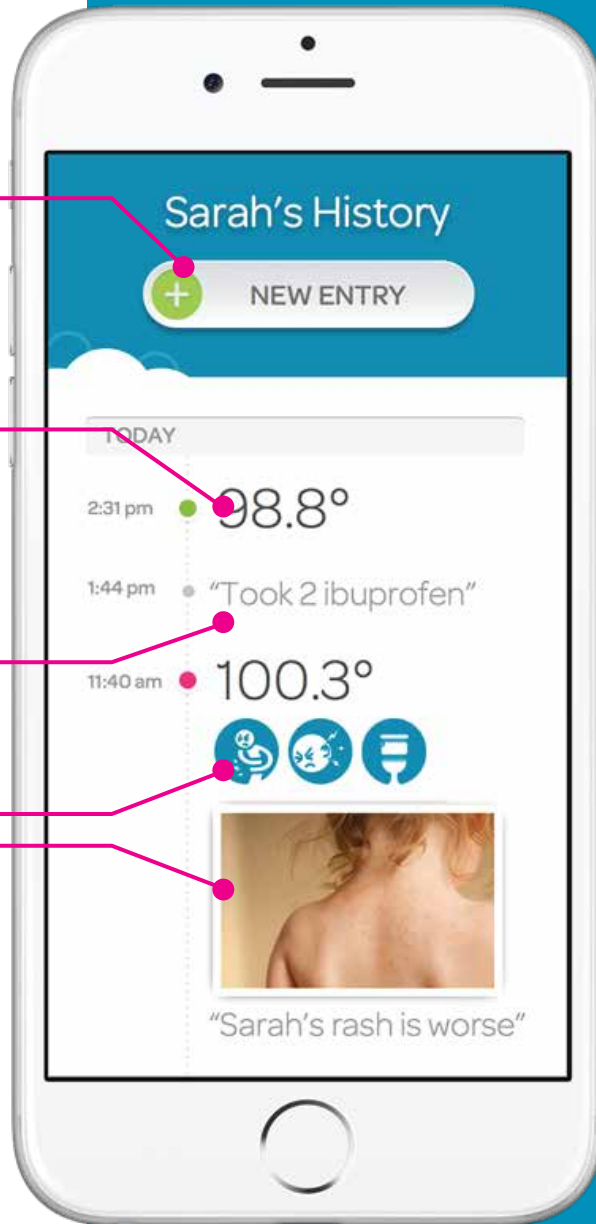 Sarah's History
+ NEW ENTRY
TODAY
2:31 pm 98.8°
1:44 pm "Took 2 ibuprofen"
11:40 am 100.3°
"Sarah's rash is worse"